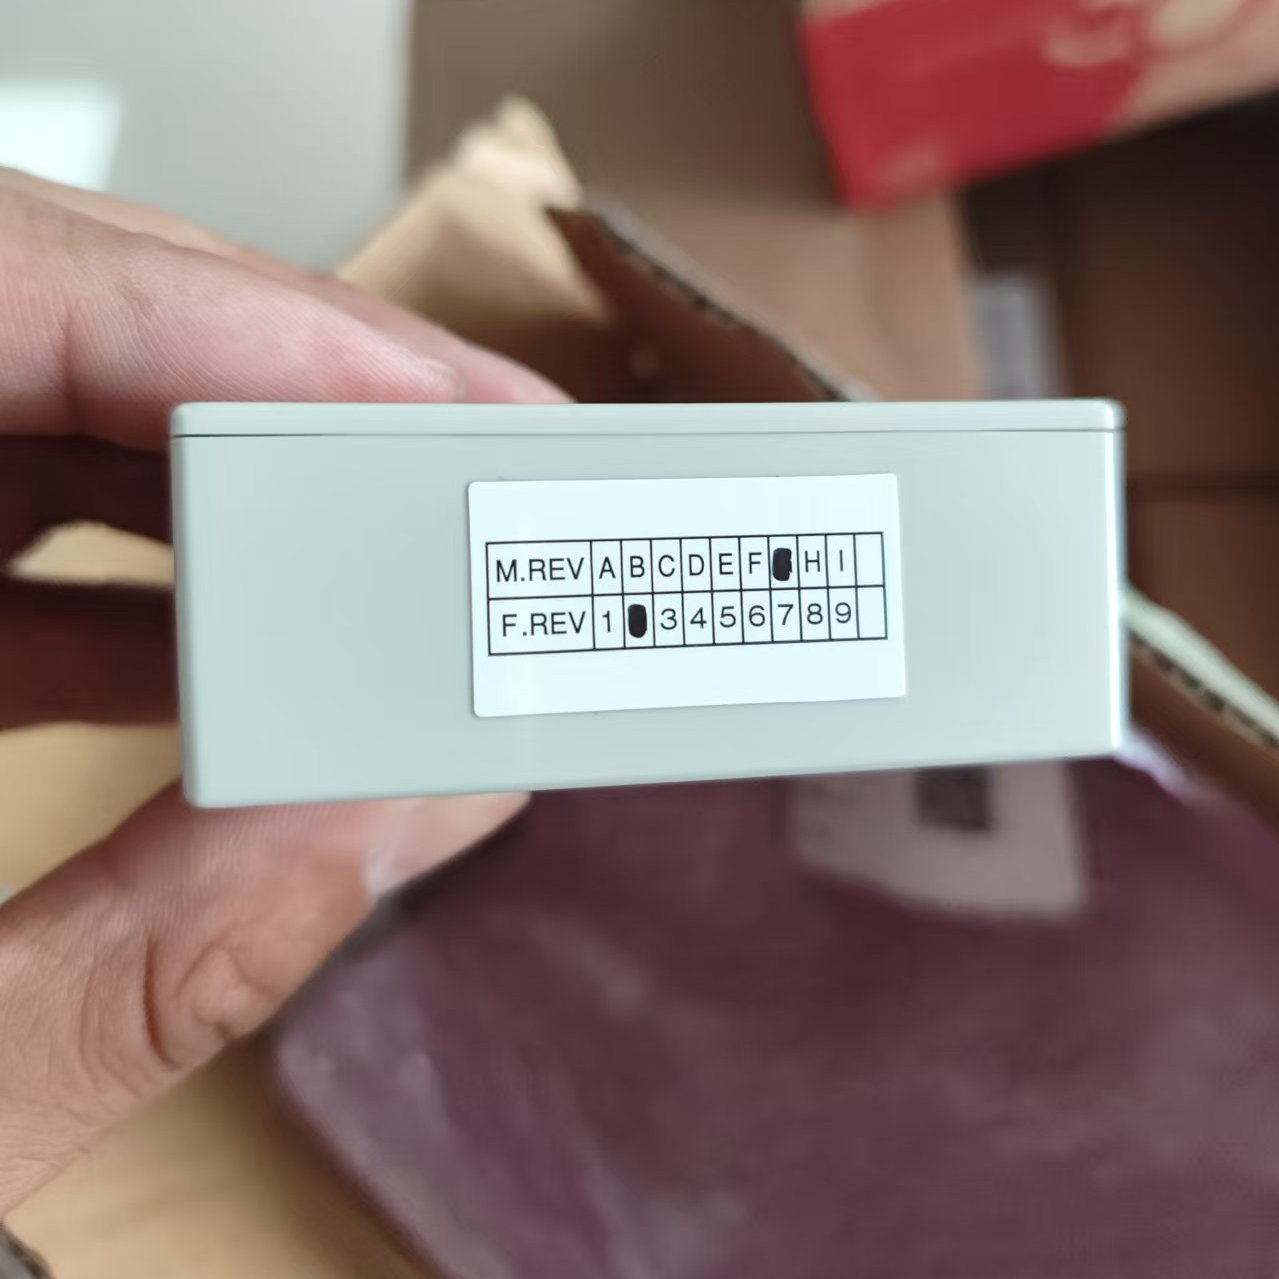 M.REV A B C D E F H I
F.REV 1 3 4 5 6 7 8 9